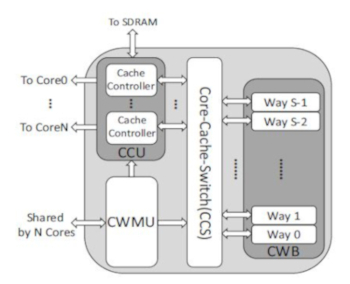 To SDRAM
To Core0
Cache
Controller
To CoreN
Cache
Controller
CCU
Core-Cache-Switch(CCS)
Way S-1
Way S-2
Shared
by N Cores
CWMU
Way 1
Way 0
CWB